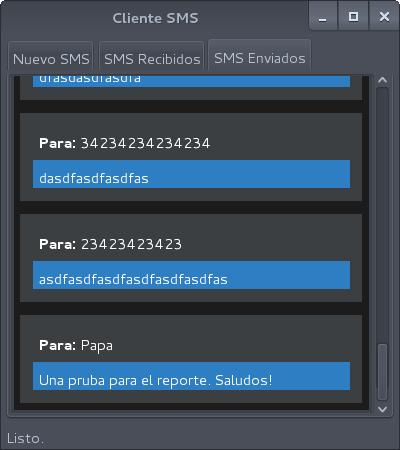 Cliente SMS
Nuevo SMS SMS Recibidos SMS Enviados
dfasdasdfasdfa
Para: 34234234234234
dasdfasdfasdfas
Para: 23423423423
asdfasdfasdfasdfasdfasdfas
Para: Papa
Una pruba para el reporte. Saludos!
Listo.